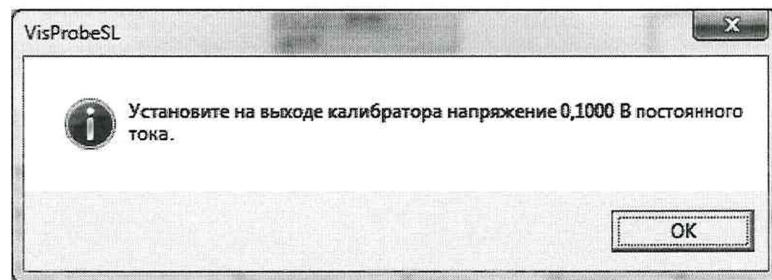 VisProbeSL
Установите на выходе калибратора напряжение 0,1000 В постоянного
тока.
OK